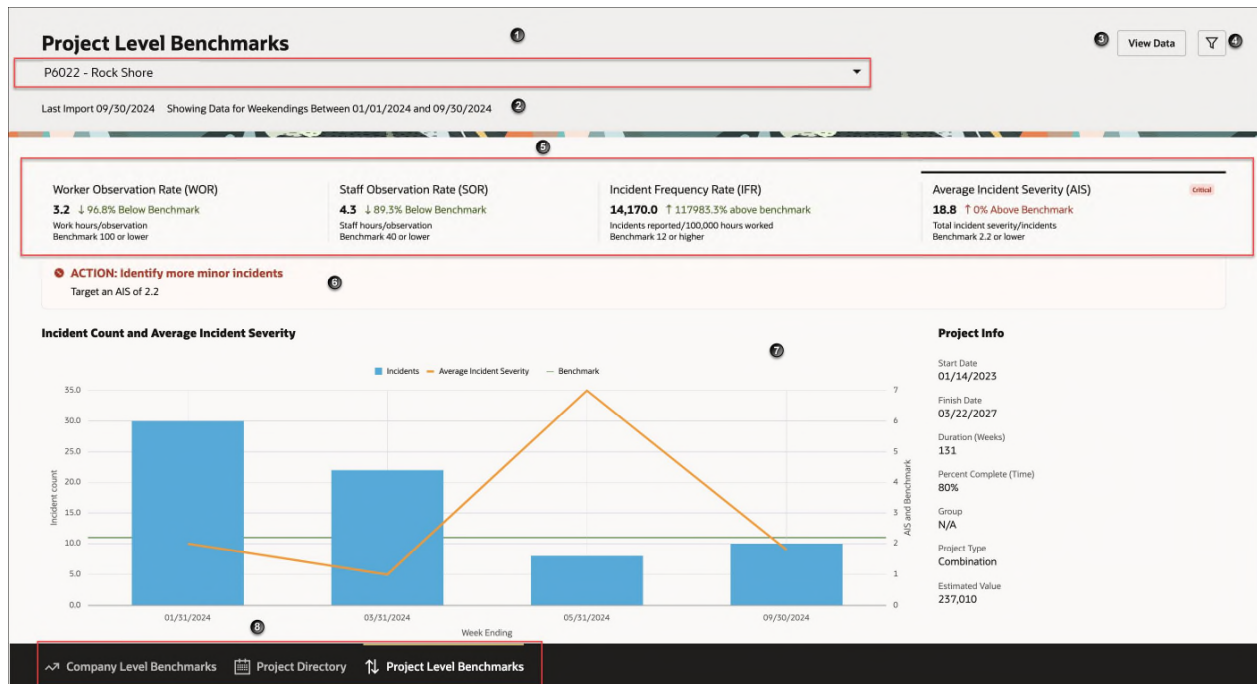 1
Project Level Benchmarks
3
View Data
4
P6022 - Rock Shore
Last Import 09/30/2024 Showing Data for Weekendings Between 01/01/2024 and 09/30/2024
2
5
Worker Observation Rate (WOR)
3.2 ↓ 96.8% Below Benchmark
Work hours/observation
Benchmark 100 or lower
Staff Observation Rate (SOR)
4.3 ↓ 89.3% Below Benchmark
Staff hours/observation
Benchmark 40 or lower
Incident Frequency Rate (IFR)
14,170.0 ↑ 117983.3% above benchmark
Incidents reported/100,000 hours worked
Benchmark 12 or higher
Average Incident Severity (AIS)
Critical
18.8 ↑ 0% Above Benchmark
Total incident severity/incidents
Benchmark 2.2 or lower
ACTION: Identify more minor incidents
Target an AIS of 2.2
6
Incident Count and Average Incident Severity
7
Incidents Average Incident Severity Benchmark
Incident count
35.0
30.0
25.0
20.0
15.0
10.0
5.0
0.0
7
6
5
4
3
2
1
0
AIS and Benchmark
01/31/2024
03/31/2024
05/31/2024
09/30/2024
Week Ending
Project Info
Start Date
01/14/2023
Finish Date
03/22/2027
Duration (Weeks)
131
Percent Complete (Time)
80%
Group
N/A
Project Type
Combination
Estimated Value
237,010
8
Company Level Benchmarks
Project Directory
Project Level Benchmarks